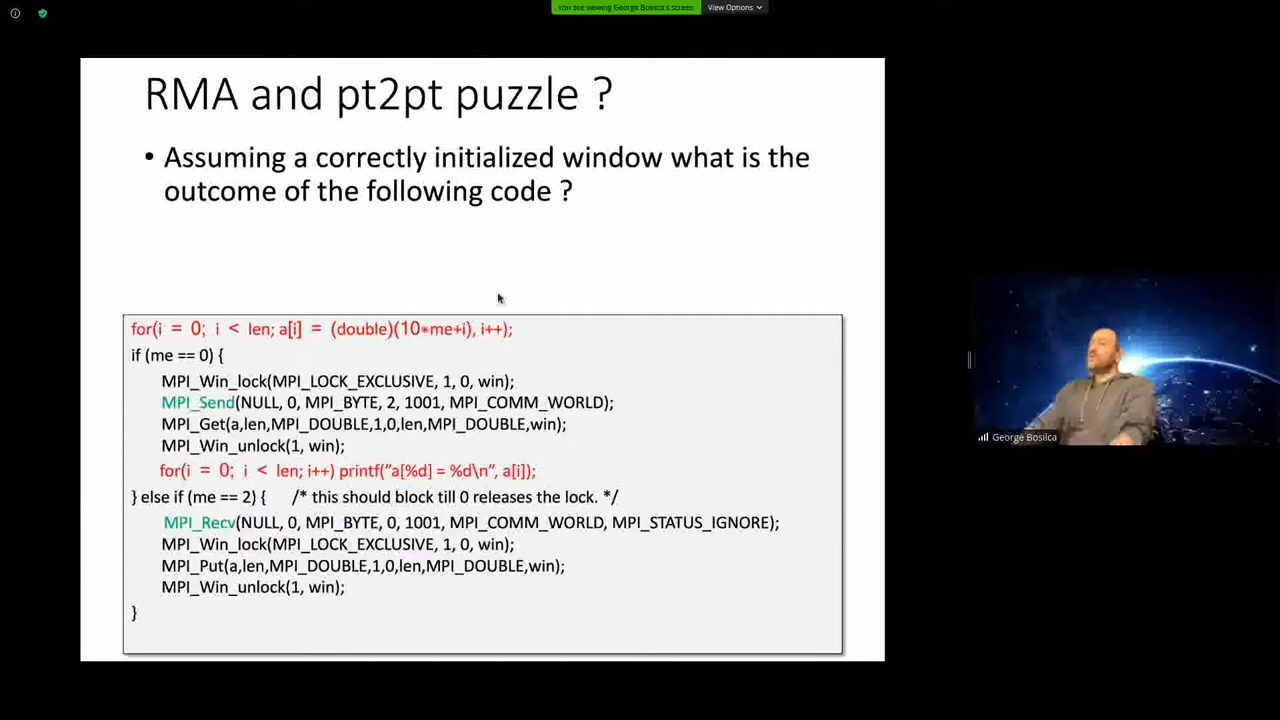 You are viewing George Bosilca's screen
View Options
RMA and pt2pt puzzle ?
• Assuming a correctly initialized window what is the
outcome of the following code ?
for(i = 0; i < len; a[i] = (double)(10*me+i), i++);
if (me == 0) {
MPI_Win_lock(MPI_LOCK_EXCLUSIVE, 1, 0, win);
MPI_Send(NULL, 0, MPI_BYTE, 2, 1001, MPI_COMM_WORLD);
MPI_Get(a,len,MPI_DOUBLE,1,0,len,MPI_DOUBLE,win);
MPI_Win_unlock(1, win);
for(i = 0; i < len; i++) printf(”a[%d] = %d\n”, a[i]);
} else if (me == 2) { /* this should block till 0 releases the lock. */
MPI_Recv(NULL, 0, MPI_BYTE, 0, 1001, MPI_COMM_WORLD, MPI_STATUS_IGNORE);
MPI_Win_lock(MPI_LOCK_EXCLUSIVE, 1, 0, win);
MPI_Put(a,len,MPI_DOUBLE,1,0,len,MPI_DOUBLE,win);
MPI_Win_unlock(1, win);
}
George Bosilca